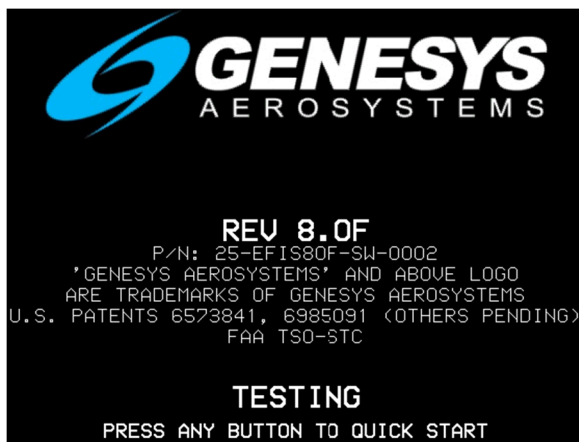 GENESYS
AEROSYSTEMS
REV 8.0F
P/N: 25-EFIS80F-SW-0002
'GENESYS AEROSYSTEMS' AND ABOVE LOGO
ARE TRADEMARKS OF GENESYS AEROSYSTEMS
U.S. PATENTS 6573841, 6985091 (OTHERS PENDING)
FAA TSO-STC
TESTING
PRESS ANY BUTTON TO QUICK START